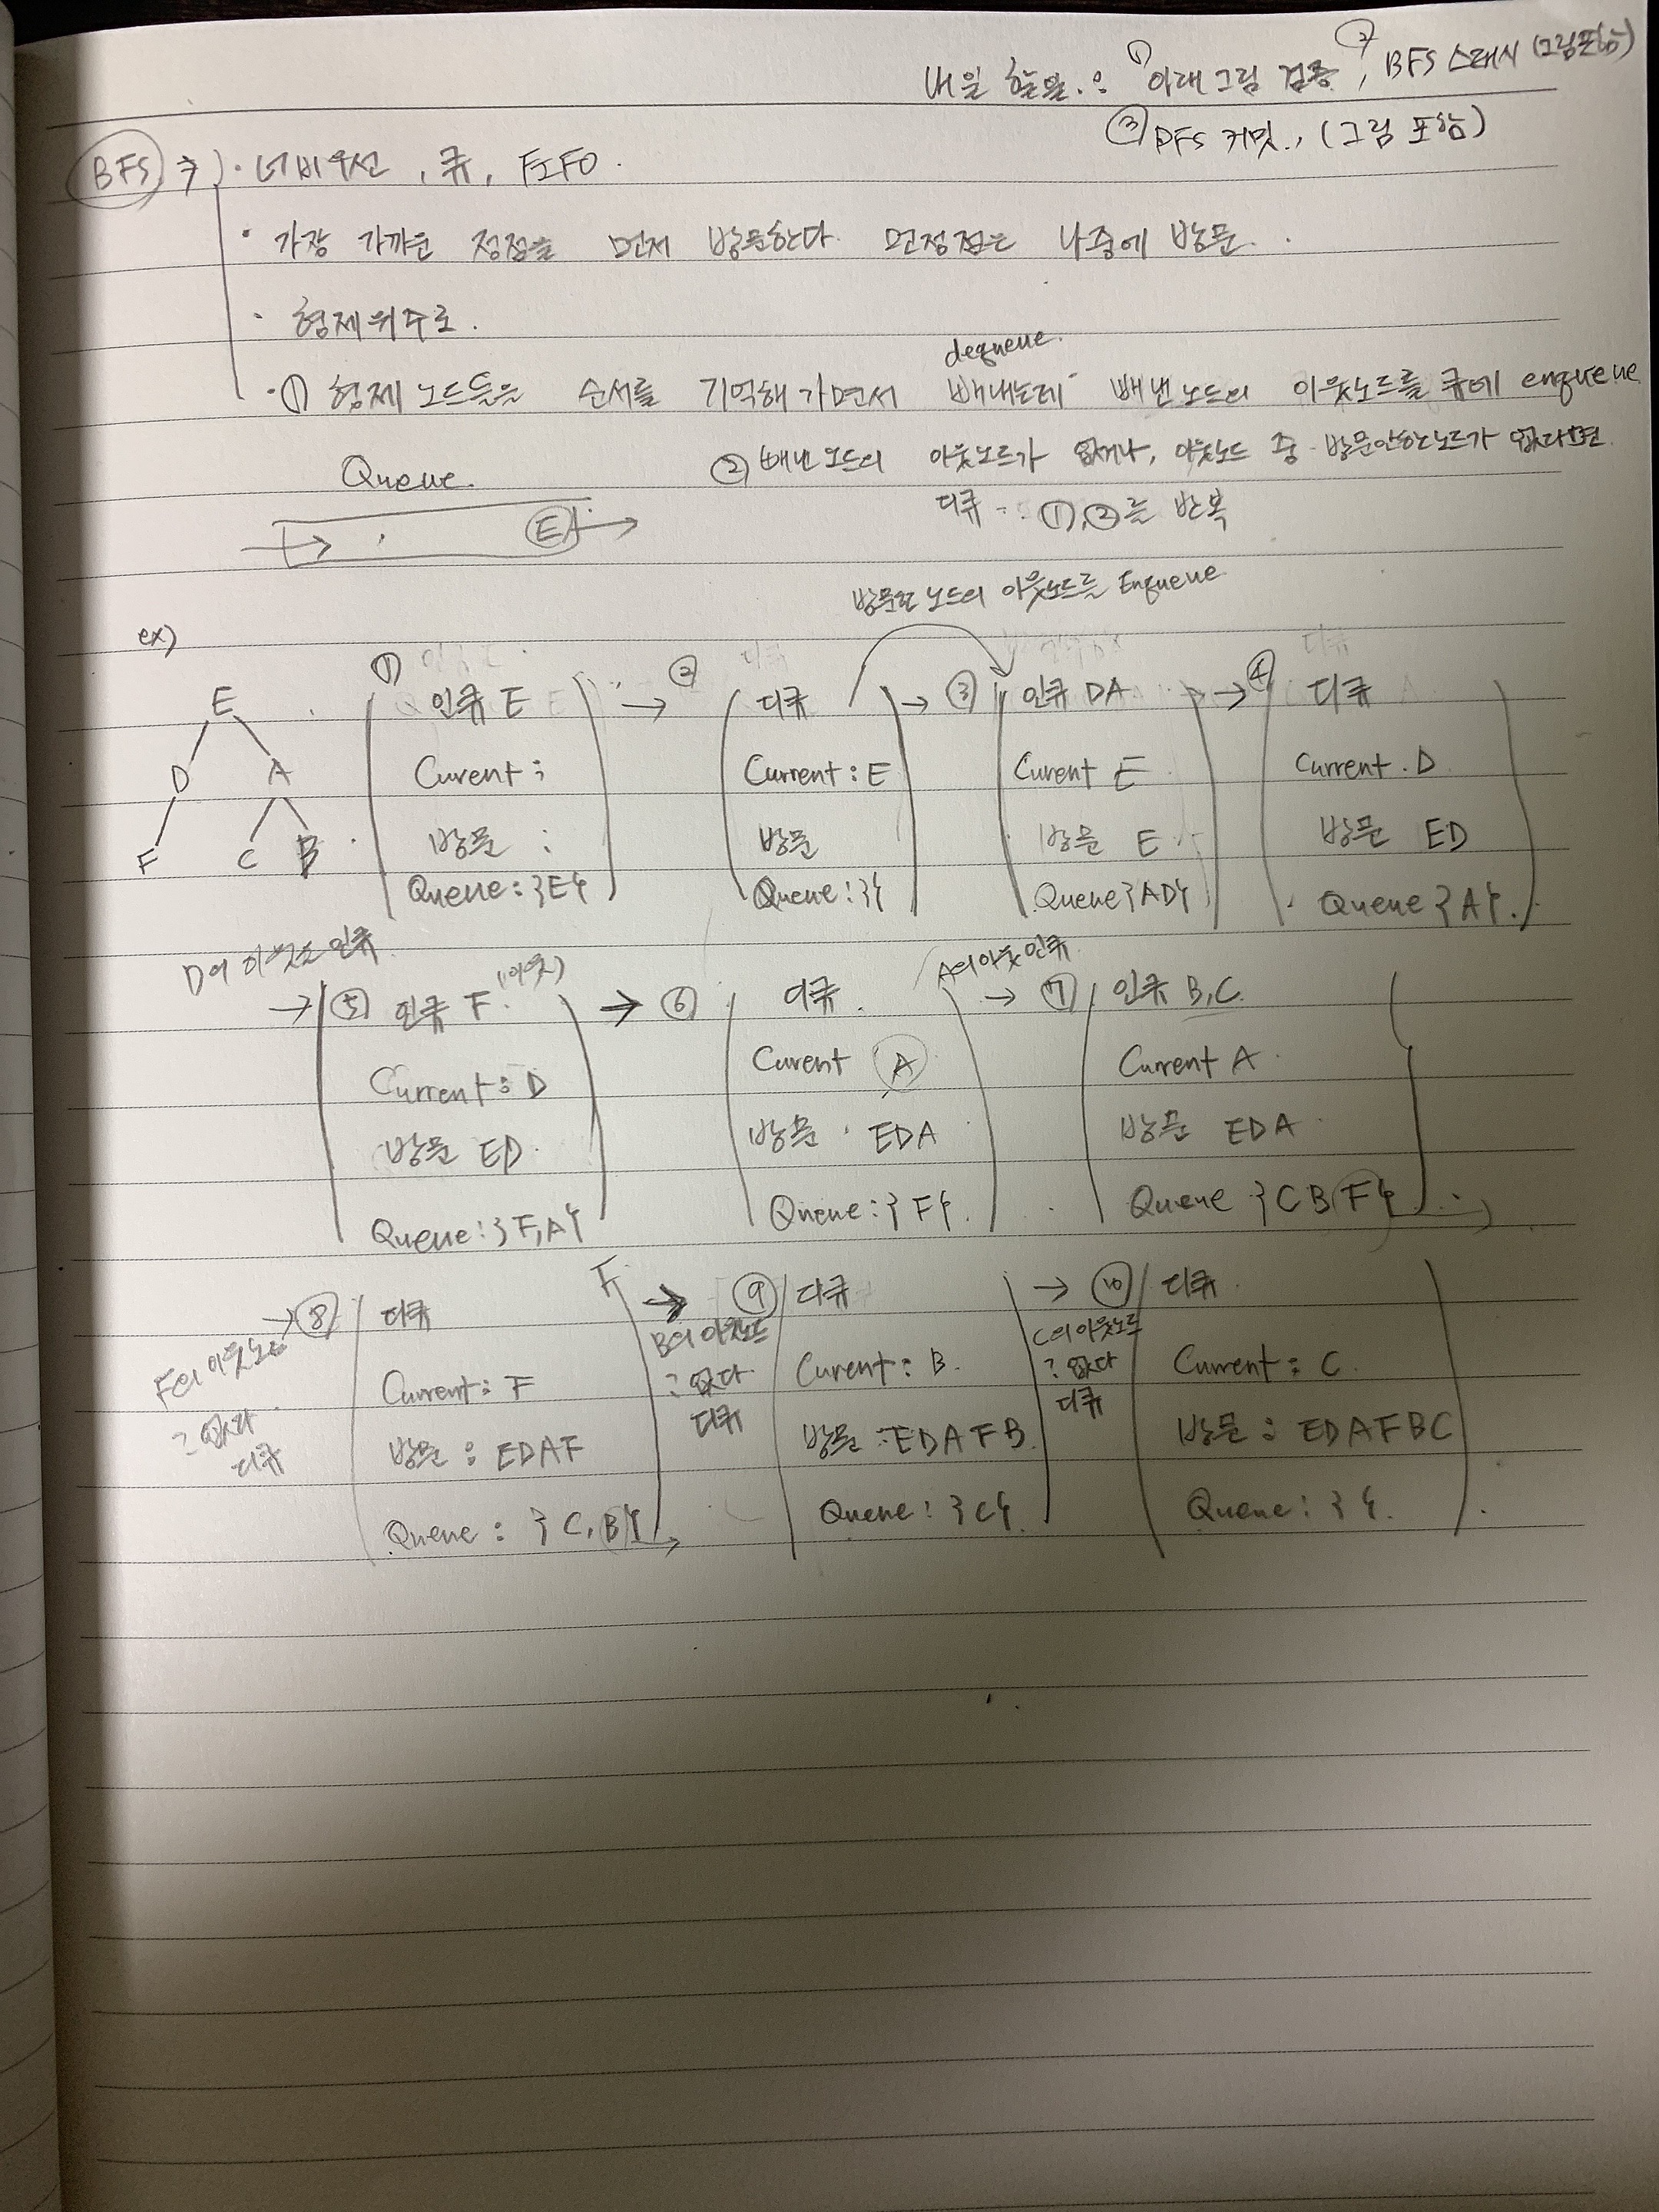 내일 할일.: ① 아래 그림 검증, ② BFS 스래시 (그림포함)
③ DFS 커밋., (그림 포함)
BFS → ) · 너비우선, 큐, FIFO.
· 가장 가까운 정점을 먼저 방문한다. 먼정점은 나중에 방문.
· 형제위주로.
dequeue.
· ① 형제 노드들은 순서를 기억해 가면서 빼내는데 빼낸노드의 이웃노드를 큐에 enqueue
② 빼낸 노드의 이웃노드가 없거나, 이웃노드 중 방문안한노드가 없다면
Queue.
디큐 - ①,②를 반복
E
방문한 노드의 이웃노드를 Enqueue
ex)
① 인큐 E → ② 디큐 → ③ 인큐 DA → ④ 디큐
E
Curent : Current : E Curent E Current . D
D A
방문 : 방문 방문 E 방문 ED
F C B
Queue : {E} Queue : { } Queue {AD} Queue {A}.
D의 이웃노드 인큐 A의 이웃 인큐
→ ⑤ 인큐 F. (이웃) → ⑥ 디큐. → ⑦ 인큐 B,C
Current : D Curent A Current A
방문 ED. 방문 · EDA 방문 EDA
Queue : {F,A} Queue : {F}. Queue {C B F}
→ ⑧ 디큐 F → ⑨ 디큐 → ⑩ 디큐.
F의 이웃노드? 없다. 디큐 B의 이웃노드? 없다 디큐 C의 이웃노드? 없다 디큐
Current : F Curent : B. Current : C.
방문 : EDAF 방문 : EDAFB. 방문 : EDAFBC
Queue : { C, B} Queue : {C}. Queue : { }.